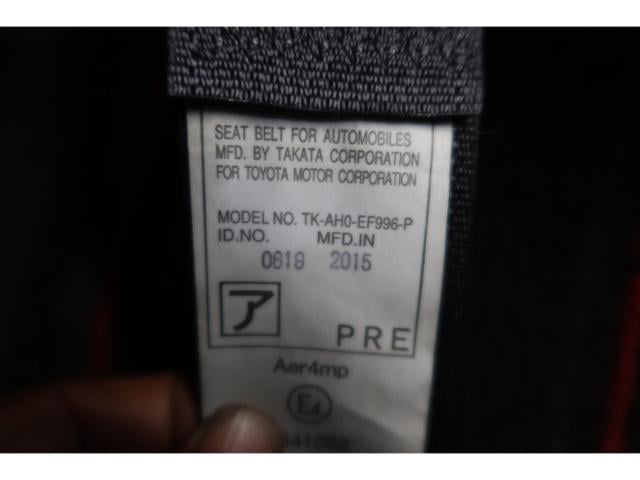 SEAT BELT FOR AUTOMOBILES
MFD. BY TAKATA CORPORATION
FOR TOYOTA MOTOR CORPORATION
MODEL NO. TK-AH0-EF996-P
ID.NO. MFD.IN
0619 2015
ア PRE
Aer4mp
E4